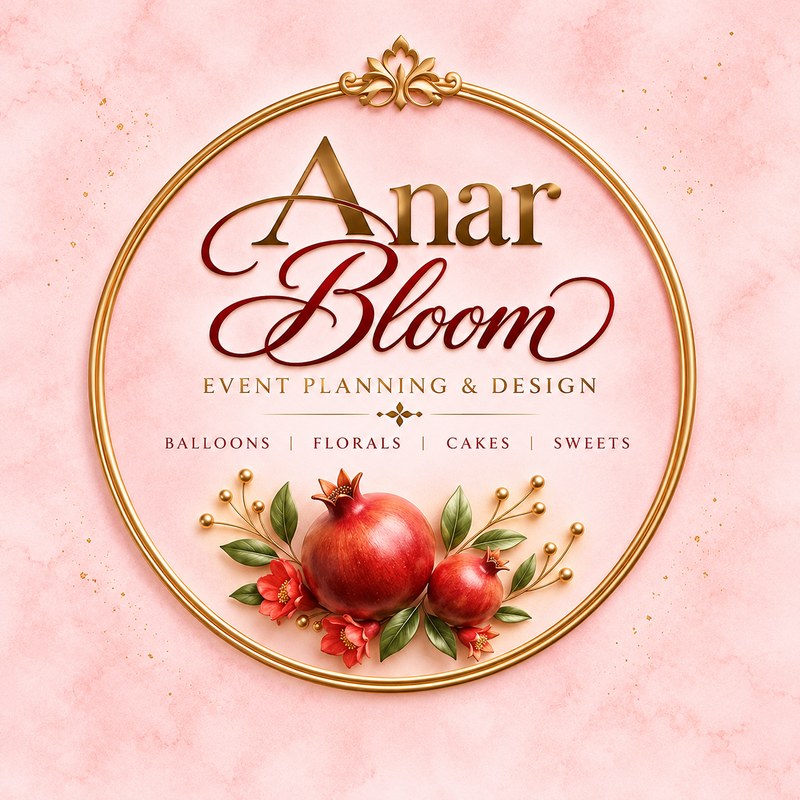 Anar
Bloom
EVENT PLANNING & DESIGN
BALLOONS | FLORALS | CAKES | SWEETS